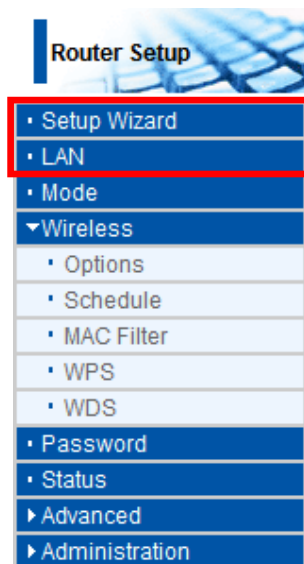 Router Setup
Setup Wizard
LAN
Mode
Wireless
Options
Schedule
MAC Filter
WPS
WDS
Password
Status
Advanced
Administration